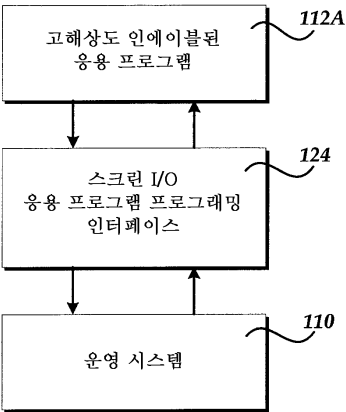 112A
고해상도 인에이블된
응용 프로그램
124
스크린 I/O
응용 프로그램 프로그래밍
인터페이스
110
운영 시스템